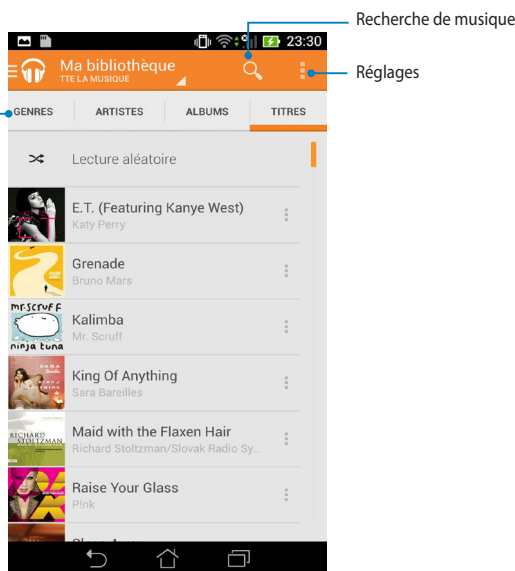 Recherche de musique
23:30
Ma bibliothèque
TTE LA MUSIQUE
Réglages
GENRES ARTISTES ALBUMS TITRES
Lecture aléatoire
E.T. (Featuring Kanye West)
Katy Perry
Grenade
Bruno Mars
mr.scruff
ninja tuna
Kalimba
Mr. Scruff
SARA
King Of Anything
Sara Bareilles
RICHARD
STOLTZMAN
Maid with the Flaxen Hair
Richard Stoltzman/Slovak Radio Sy..
Raise Your Glass
P!nk